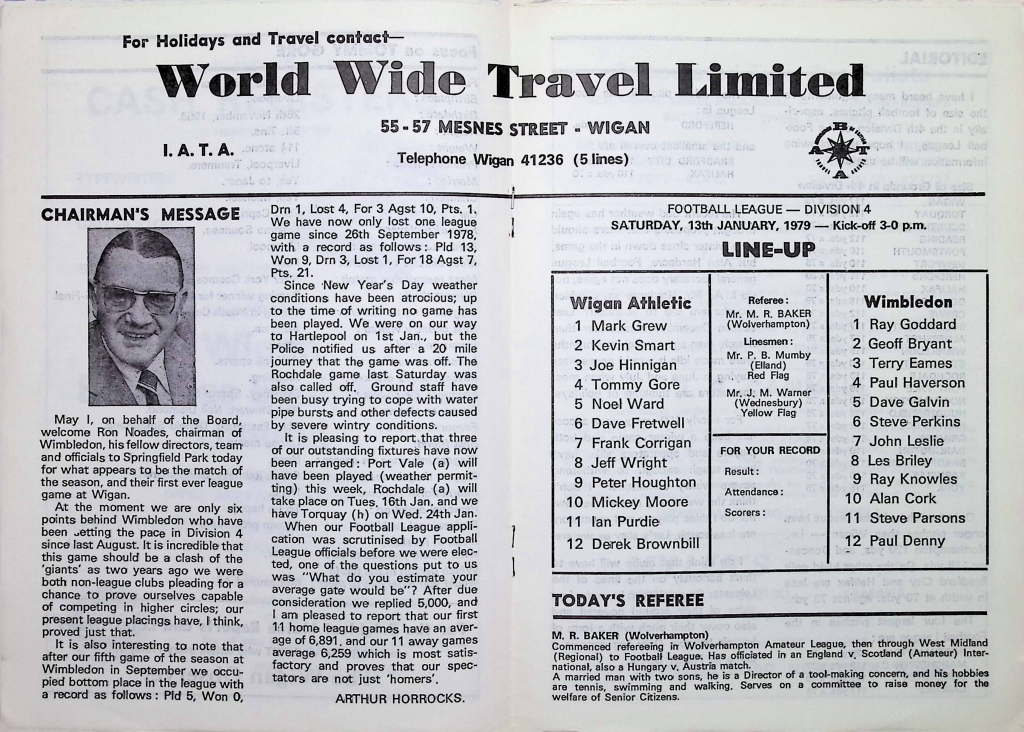 For Holidays and Travel contact—
World Wide Travel Limited
55-57 MESNES STREET - WIGAN
I. A. T. A.
Telephone Wigan 41236 (5 lines)
A B T A
CHAIRMAN'S MESSAGE
May I, on behalf of the Board,
welcome Ron Noades, chairman of
Wimbledon, his fellow directors, team
and officials to Springfield Park today
for what appears to be the match of
the season, and their first ever league
game at Wigan.
At the moment we are only six
points behind Wimbledon who have
been setting the pace in Division 4
since last August. It is incredible that
this game should be a clash of the
'giants' as two years ago we were
both non-league clubs pleading for a
chance to prove ourselves capable
of competing in higher circles; our
present league placings have, I think,
proved just that.
It is also interesting to note that
after our fifth game of the season at
Wimbledon in September we occu-
pied bottom place in the league with
a record as follows : Pld 5, Won 0,
Drn 1, Lost 4, For 3 Agst 10, Pts. 1.
We have now only lost one league
game since 26th September 1978,
with a record as follows : Pld 13,
Won 9, Drn 3, Lost 1, For 18 Agst 7,
Pts. 21.
Since New Year's Day weather
conditions have been atrocious; up
to the time of writing no game has
been played. We were on our way
to Hartlepool on 1st Jan., but the
Police notified us after a 20 mile
journey that the game was off. The
Rochdale game last Saturday was
also called off. Ground staff have
been busy trying to cope with water
pipe bursts and other defects caused
by severe wintry conditions.
It is pleasing to report that three
of our outstanding fixtures have now
been arranged : Port Vale (a) will
have been played (weather permit-
ting) this week, Rochdale (a) will
take place on Tues. 16th Jan. and we
have Torquay (h) on Wed. 24th Jan.
When our Football League appli-
cation was scrutinised by Football
League officials before we were elec-
ted, one of the questions put to us
was "What do you estimate your
average gate would be"? After due
consideration we replied 5,000, and
I am pleased to report that our first
11 home league games have an aver-
age of 6,891 and our 11 away games
average 6,259 which is most satis-
factory and proves that our spec-
tators are not just 'homers'.
ARTHUR HORROCKS.
FOOTBALL LEAGUE — DIVISION 4
SATURDAY, 13th JANUARY, 1979 — Kick-off 3-0 p.m.
LINE-UP
Wigan Athletic
1 Mark Grew
2 Kevin Smart
3 Joe Hinnigan
4 Tommy Gore
5 Noel Ward
6 Dave Fretwell
7 Frank Corrigan
8 Jeff Wright
9 Peter Houghton
10 Mickey Moore
11 Ian Purdie
12 Derek Brownbill
Referee :
Mr. M. R. BAKER
(Wolverhampton)
Linesmen :
Mr. P. B. Mumby
(Elland)
Red Flag
Mr. J. M. Warner
(Wednesbury)
Yellow Flag
FOR YOUR RECORD
Result :
Attendance :
Scorers :
Wimbledon
1 Ray Goddard
2 Geoff Bryant
3 Terry Eames
4 Paul Haverson
5 Dave Galvin
6 Steve Perkins
7 John Leslie
8 Les Briley
9 Ray Knowles
10 Alan Cork
11 Steve Parsons
12 Paul Denny
TODAY'S REFEREE
M. R. BAKER (Wolverhampton)
Commenced refereeing in Wolverhampton Amateur League, then through West Midland
(Regional) to Football League. Has officiated in an England v. Scotland (Amateur) Inter-
national, also a Hungary v. Austria match.
A married man with two sons, he is a Director of a tool-making concern, and his hobbies
are tennis, swimming and walking. Serves on a committee to raise money for the
welfare of Senior Citizens.